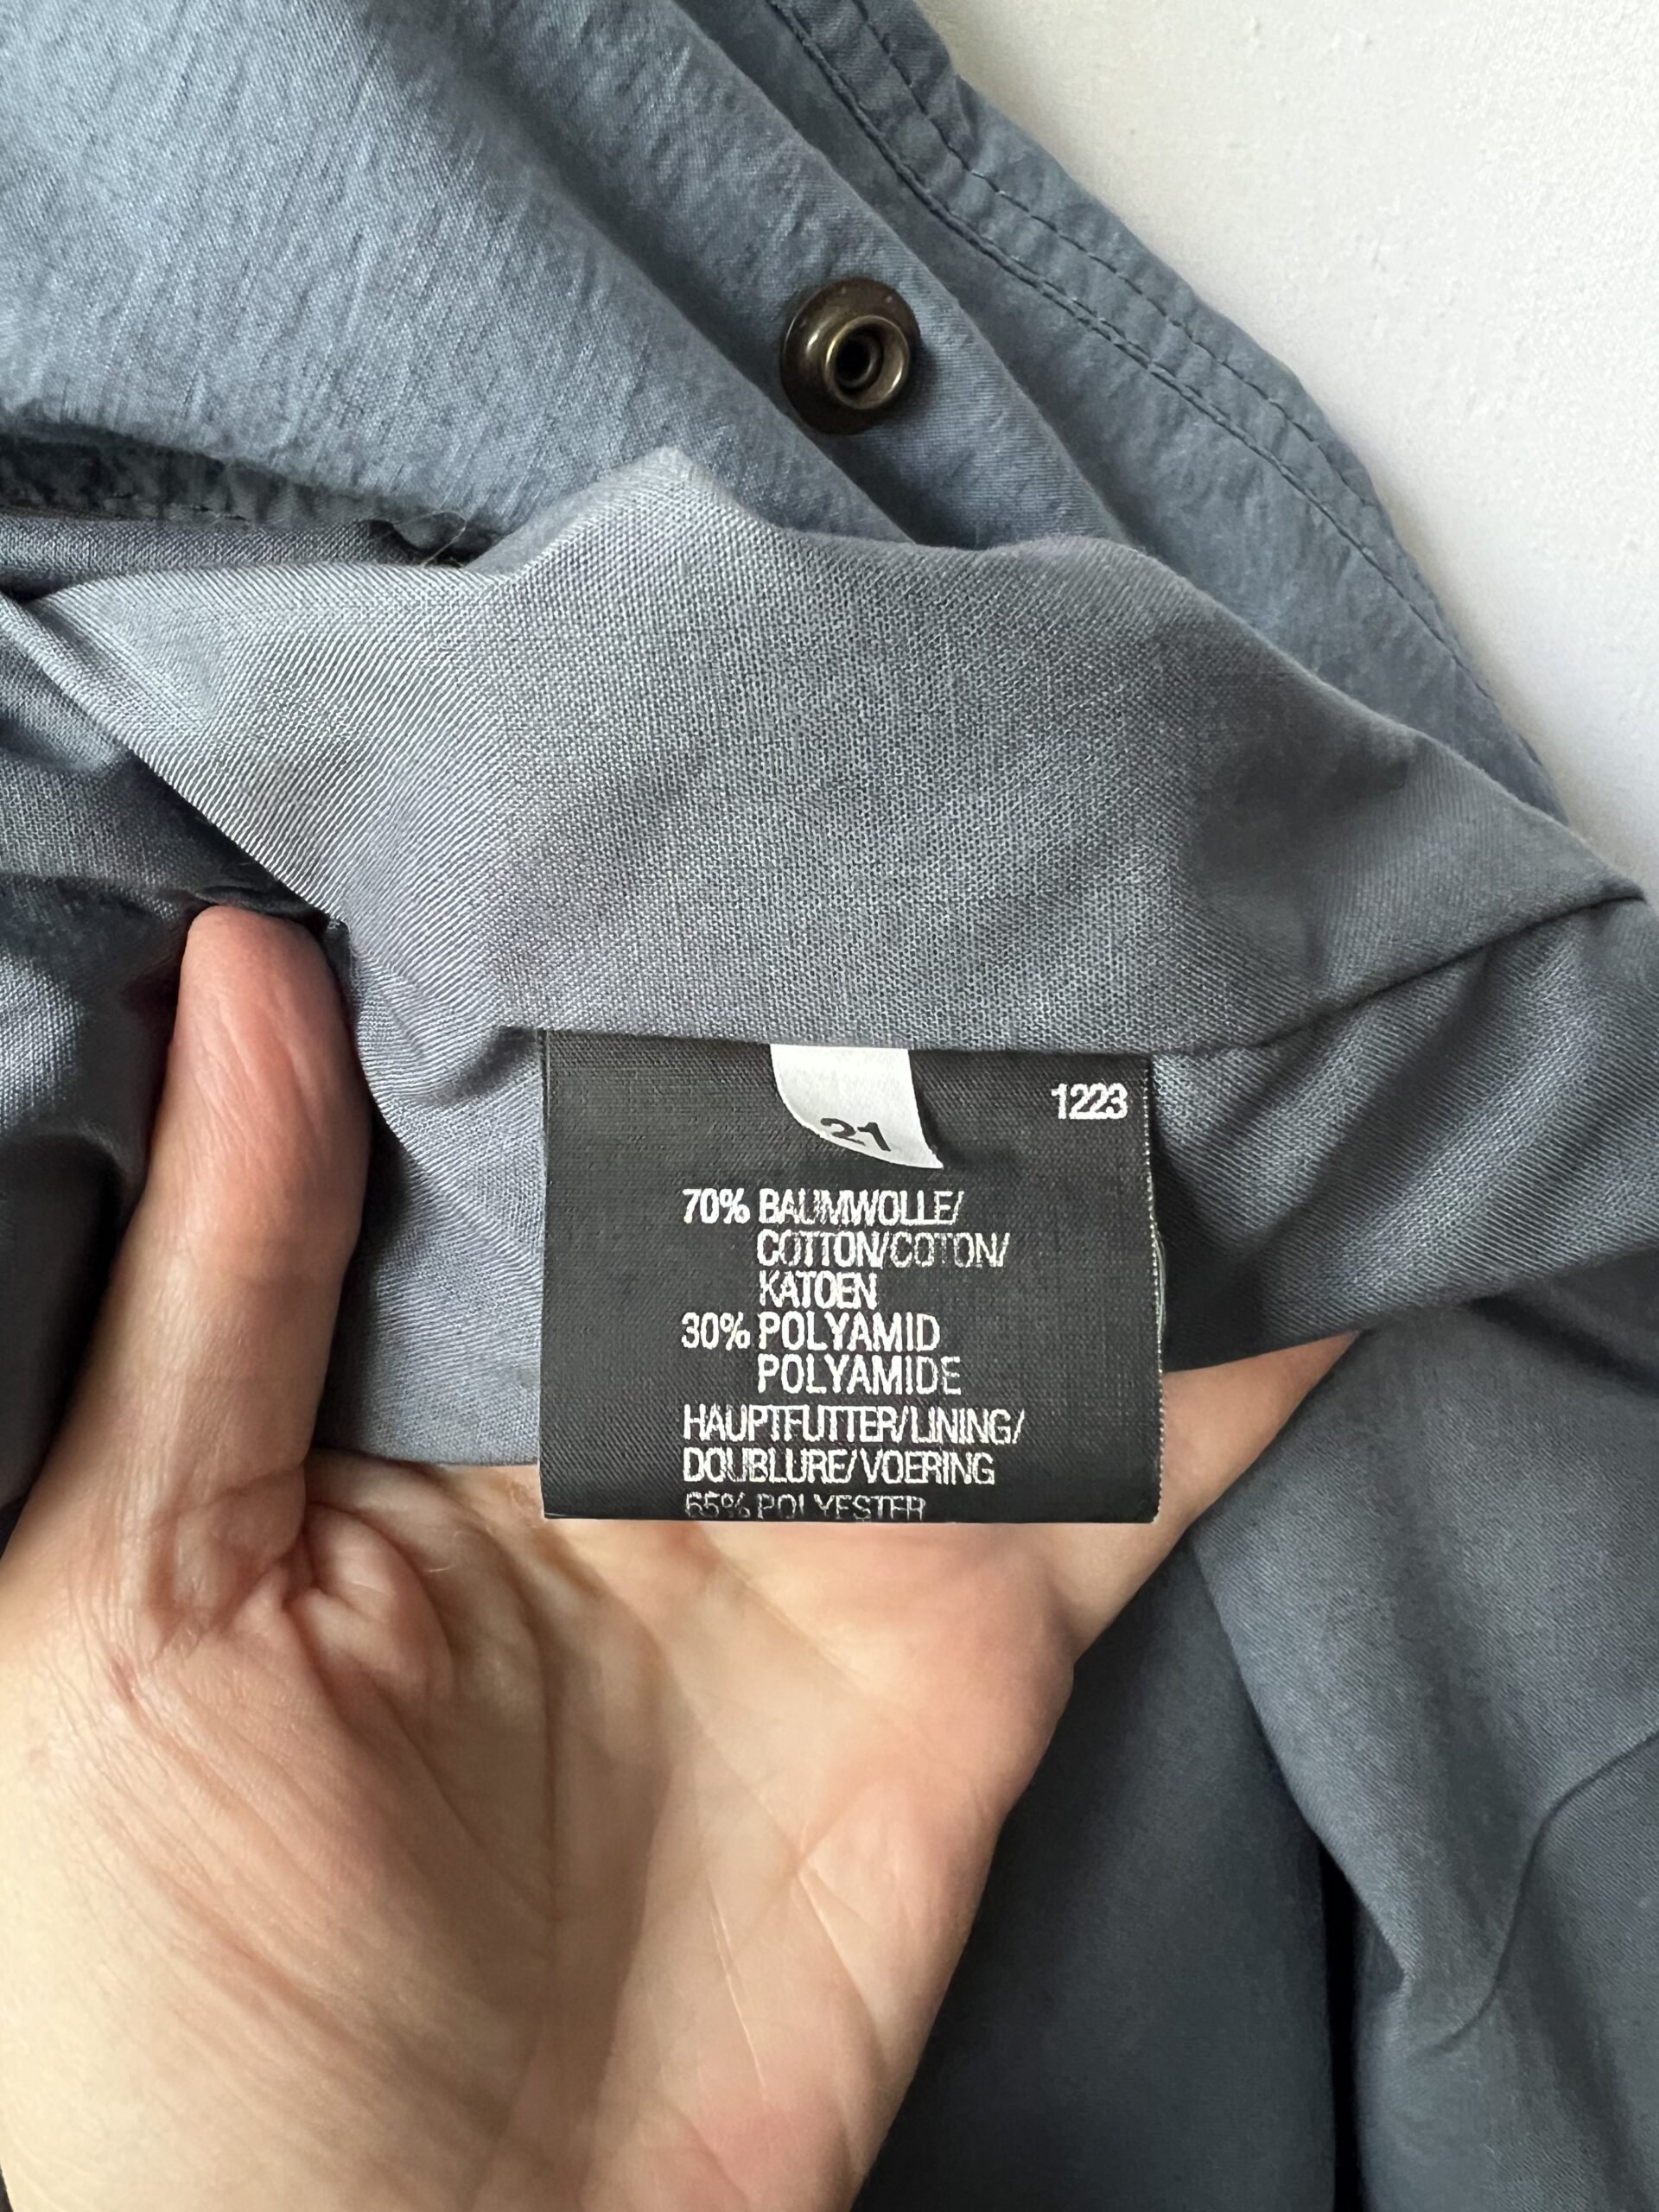 21
1223
70% BAUMWOLLE/
COTTON/COTON/
KATOEN
30% POLYAMID
POLYAMIDE
HAUPTFUTTER/LINING/
DOUBLURE/VOERING
65% POLYESTER